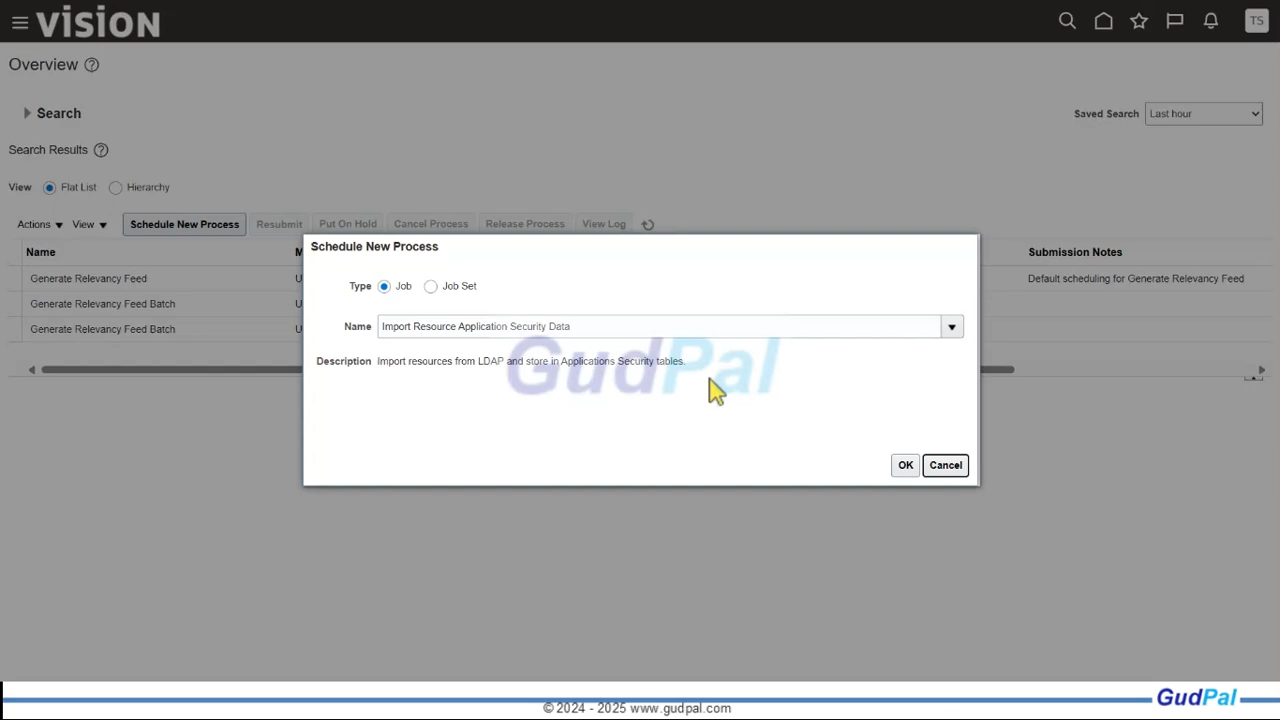 vision
TS
Overview
Search
Saved Search Last hour
Search Results
View Flat List Hierarchy
Actions View Schedule New Process Resubmit Put On Hold Cancel Process Release Process View Log
Name M Submission Notes
Generate Relevancy Feed U Default scheduling for Generate Relevancy Feed
Generate Relevancy Feed Batch U
Generate Relevancy Feed Batch U
Schedule New Process
Type Job Job Set
Name Import Resource Application Security Data
Description Import resources from LDAP and store in Applications Security tables.
GudPal
OK Cancel
GudPal
© 2024 - 2025 www.gudpal.com